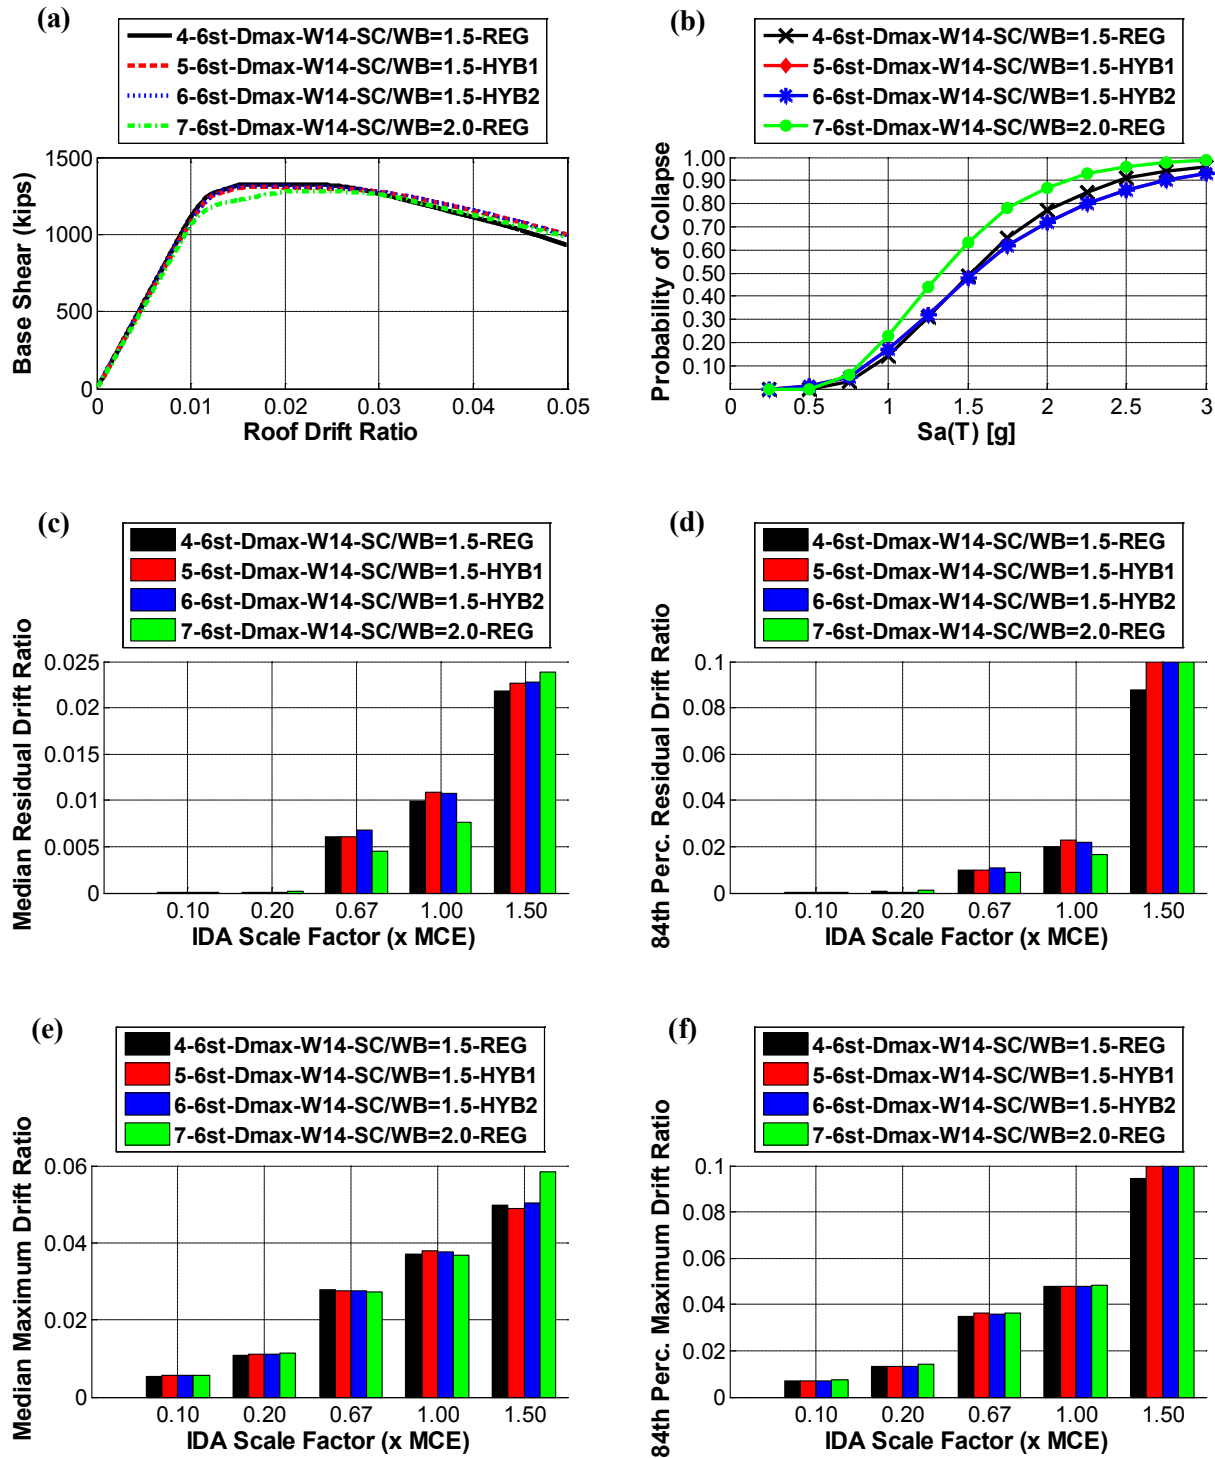 (a)
4-6st-Dmax-W14-SC/WB=1.5-REG
5-6st-Dmax-W14-SC/WB=1.5-HYB1
6-6st-Dmax-W14-SC/WB=1.5-HYB2
7-6st-Dmax-W14-SC/WB=2.0-REG
Base Shear (kips)
1500
1000
500
0
0 0.01 0.02 0.03 0.04 0.05
Roof Drift Ratio
(b)
4-6st-Dmax-W14-SC/WB=1.5-REG
5-6st-Dmax-W14-SC/WB=1.5-HYB1
6-6st-Dmax-W14-SC/WB=1.5-HYB2
7-6st-Dmax-W14-SC/WB=2.0-REG
Probability of Collapse
1.00
0.90
0.80
0.70
0.60
0.50
0.40
0.30
0.20
0.10
0 0.5 1 1.5 2 2.5 3
Sa(T) [g]
(c)
4-6st-Dmax-W14-SC/WB=1.5-REG
5-6st-Dmax-W14-SC/WB=1.5-HYB1
6-6st-Dmax-W14-SC/WB=1.5-HYB2
7-6st-Dmax-W14-SC/WB=2.0-REG
Median Residual Drift Ratio
0.025
0.02
0.015
0.01
0.005
0
0.10 0.20 0.67 1.00 1.50
IDA Scale Factor (x MCE)
(d)
4-6st-Dmax-W14-SC/WB=1.5-REG
5-6st-Dmax-W14-SC/WB=1.5-HYB1
6-6st-Dmax-W14-SC/WB=1.5-HYB2
7-6st-Dmax-W14-SC/WB=2.0-REG
84th Perc. Residual Drift Ratio
0.1
0.08
0.06
0.04
0.02
0
0.10 0.20 0.67 1.00 1.50
IDA Scale Factor (x MCE)
(e)
4-6st-Dmax-W14-SC/WB=1.5-REG
5-6st-Dmax-W14-SC/WB=1.5-HYB1
6-6st-Dmax-W14-SC/WB=1.5-HYB2
7-6st-Dmax-W14-SC/WB=2.0-REG
Median Maximum Drift Ratio
0.06
0.04
0.02
0
0.10 0.20 0.67 1.00 1.50
IDA Scale Factor (x MCE)
(f)
4-6st-Dmax-W14-SC/WB=1.5-REG
5-6st-Dmax-W14-SC/WB=1.5-HYB1
6-6st-Dmax-W14-SC/WB=1.5-HYB2
7-6st-Dmax-W14-SC/WB=2.0-REG
84th Perc. Maximum Drift Ratio
0.1
0.08
0.06
0.04
0.02
0
0.10 0.20 0.67 1.00 1.50
IDA Scale Factor (x MCE)